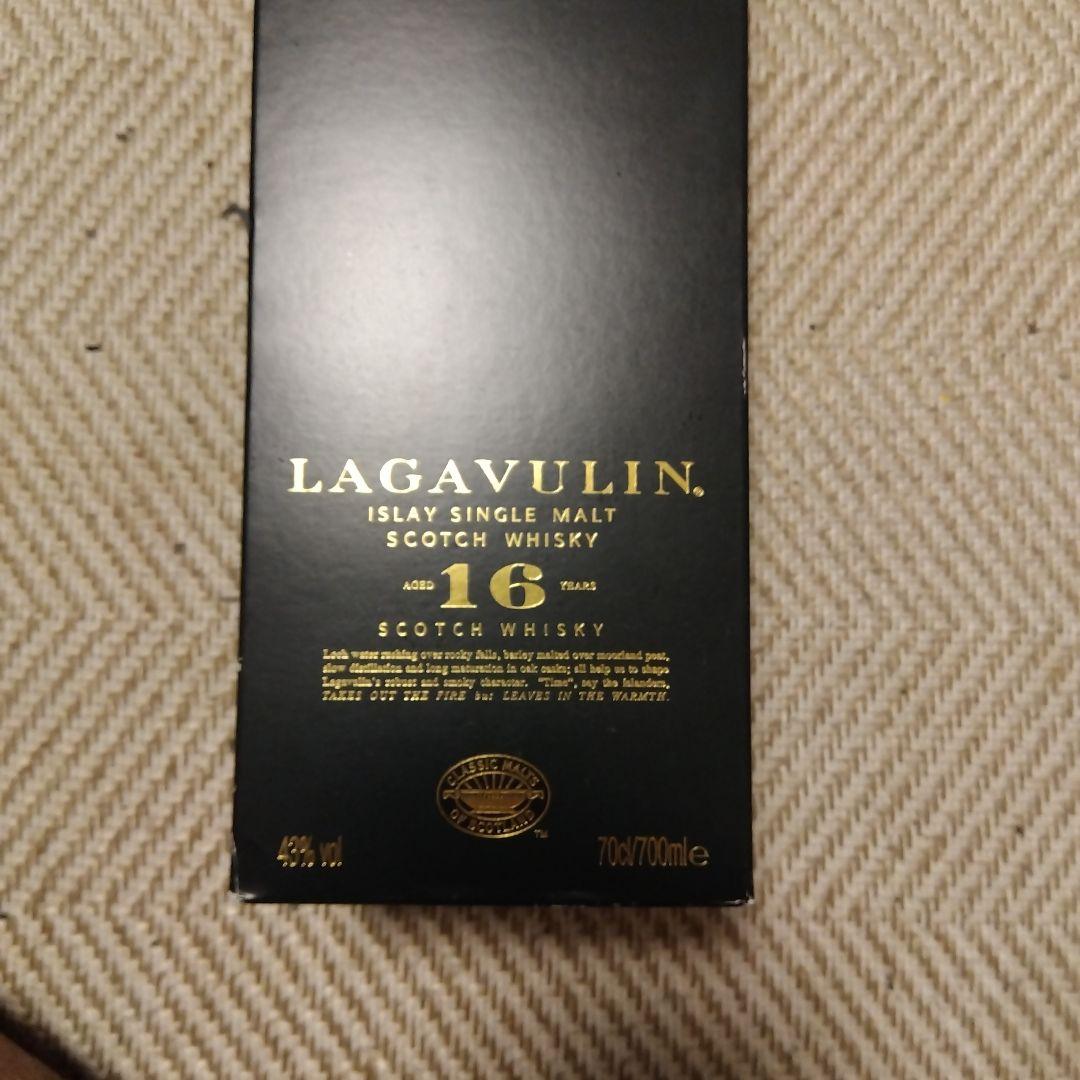 LAGAVULIN®
ISLAY SINGLE MALT
SCOTCH WHISKY
AGED 16 YEARS
SCOTCH WHISKY
Loch water rushing over rocky falls, barley malted over moorland peat,
slow distillation and long maturation in oak casks; all help us to shape
Lagavulin's robust and smoky character. "Time", say the Islanders,
TAKES OUT THE FIRE but LEAVES IN THE WARMTH.
CLASSIC MALTS
OF SCOTLAND
TM
43% vol
70cl/700ml e